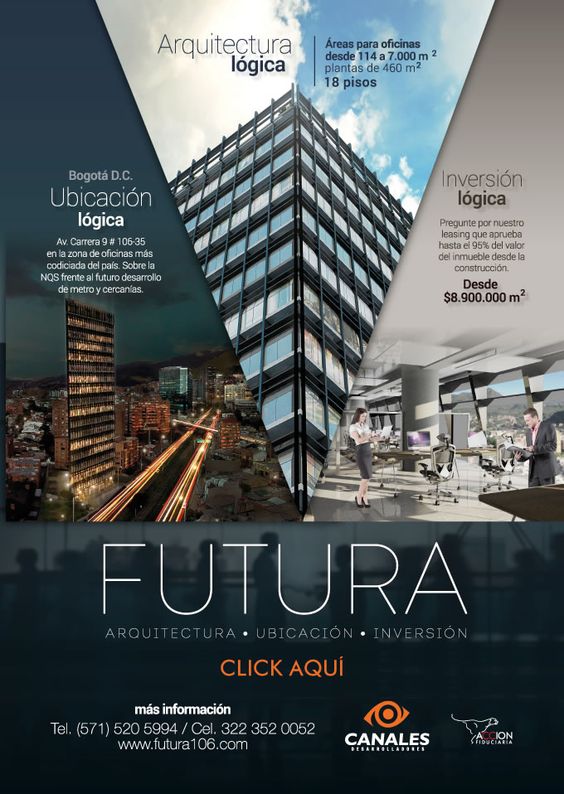 Arquitectura
lógica
Áreas para oficinas
desde 114 a 7.000 m²
plantas de 460 m²
18 pisos
Bogotá D.C.
Ubicación
lógica
Av. Carrera 9 # 106-35
en la zona de oficinas más
codiciada del país. Sobre la
NQS frente al futuro desarrollo
de metro y cercanías.
Inversión
lógica
Pregunte por nuestro
leasing que aprueba
hasta el 95% del valor
del inmueble desde la
construcción.
Desde
$8.900.000 m²
FUTURA
ARQUITECTURA • UBICACIÓN • INVERSIÓN
CLICK AQUÍ
más información
Tel. (571) 520 5994 / Cel. 322 352 0052
www.futura106.com
CANALES
DESARROLLADORES
ACCION
FIDUCIARIA